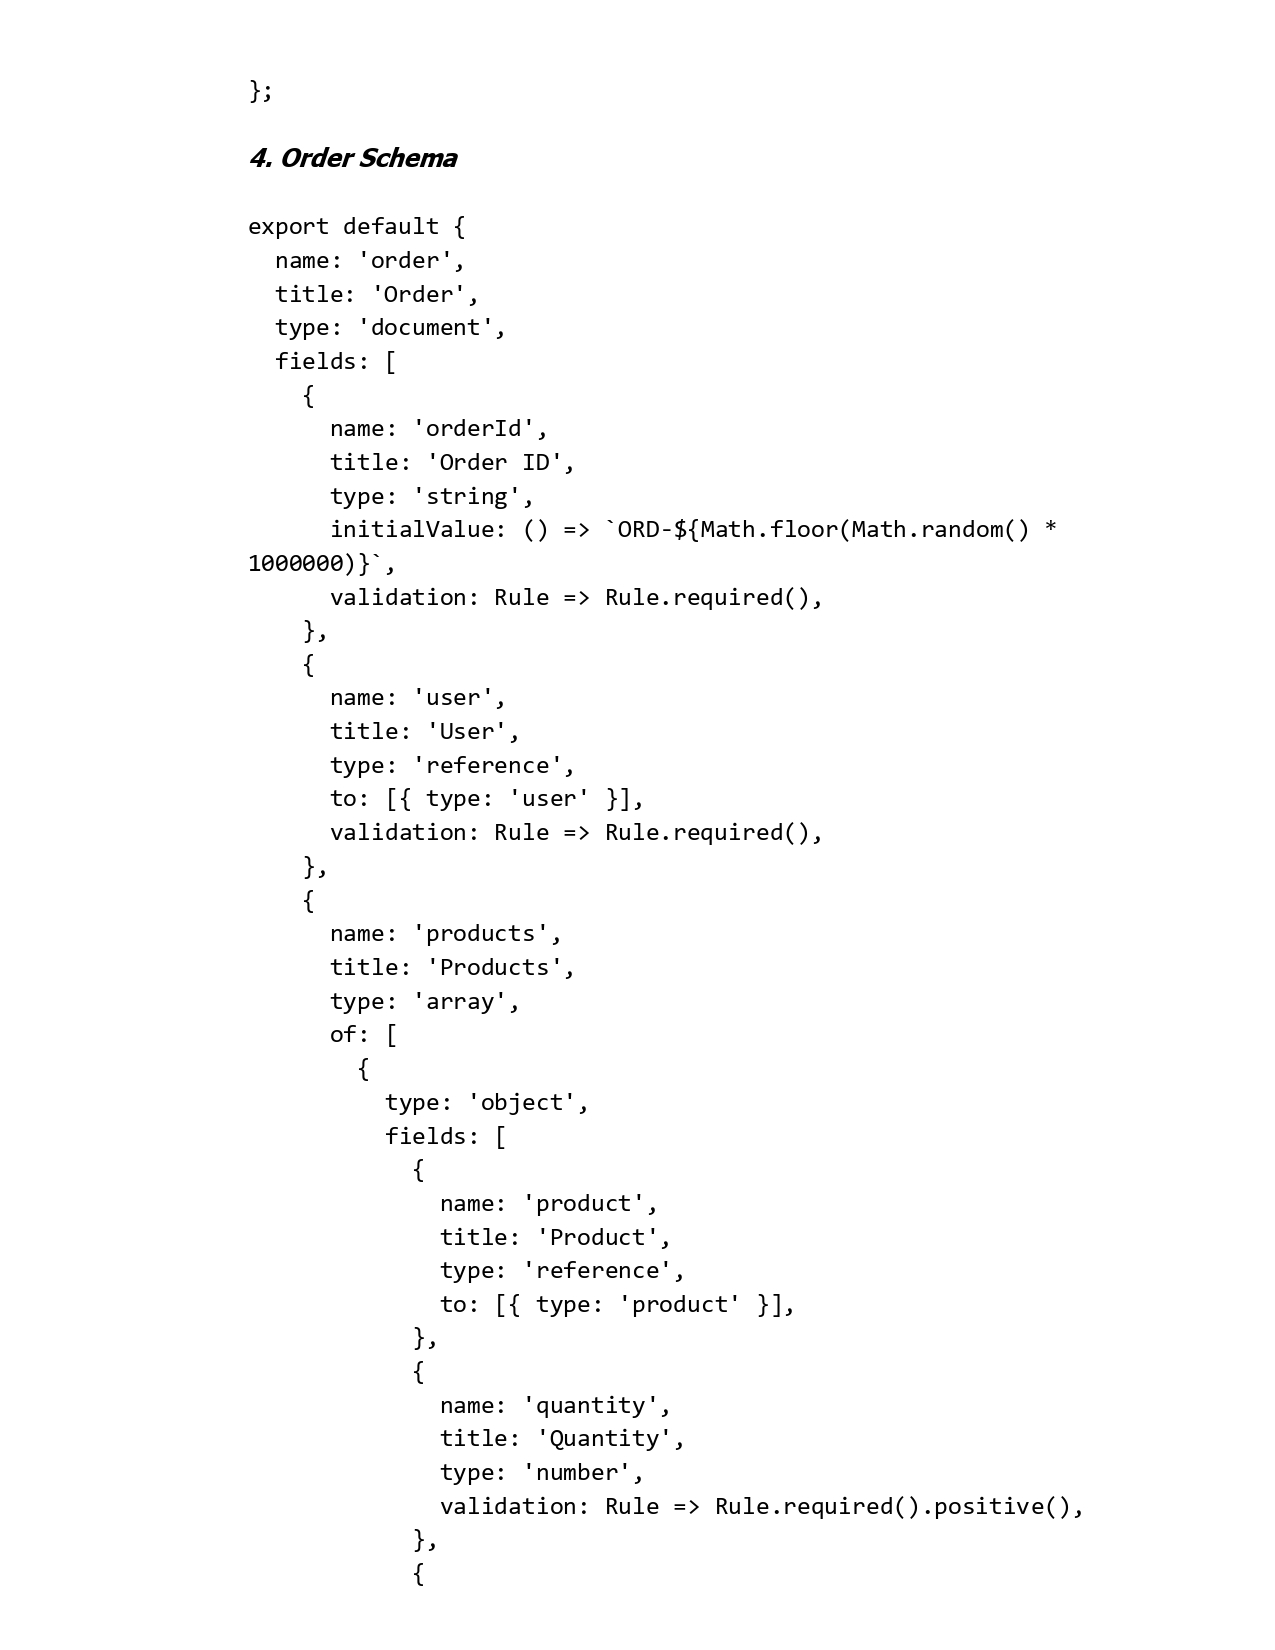 };
4. Order Schema
export default {
  name: 'order',
  title: 'Order',
  type: 'document',
  fields: [
    {
      name: 'orderId',
      title: 'Order ID',
      type: 'string',
      initialValue: () => `ORD-${Math.floor(Math.random() *
1000000)}`,
      validation: Rule => Rule.required(),
    },
    {
      name: 'user',
      title: 'User',
      type: 'reference',
      to: [{ type: 'user' }],
      validation: Rule => Rule.required(),
    },
    {
      name: 'products',
      title: 'Products',
      type: 'array',
      of: [
        {
          type: 'object',
          fields: [
            {
              name: 'product',
              title: 'Product',
              type: 'reference',
              to: [{ type: 'product' }],
            },
            {
              name: 'quantity',
              title: 'Quantity',
              type: 'number',
              validation: Rule => Rule.required().positive(),
            },
            {